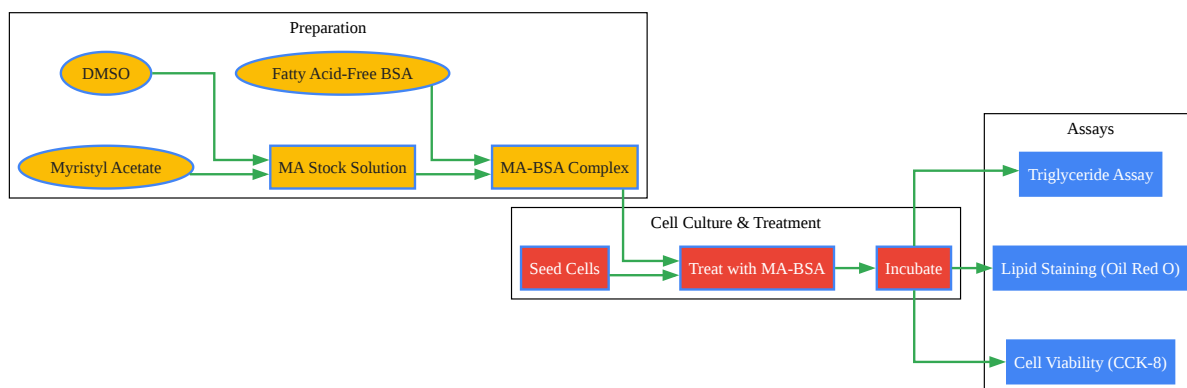 Preparation
DMSO
Fatty Acid-Free BSA
Myristyl Acetate
MA Stock Solution
MA-BSA Complex
Cell Culture & Treatment
Seed Cells
Treat with MA-BSA
Incubate
Assays
Triglyceride Assay
Lipid Staining (Oil Red O)
Cell Viability (CCK-8)